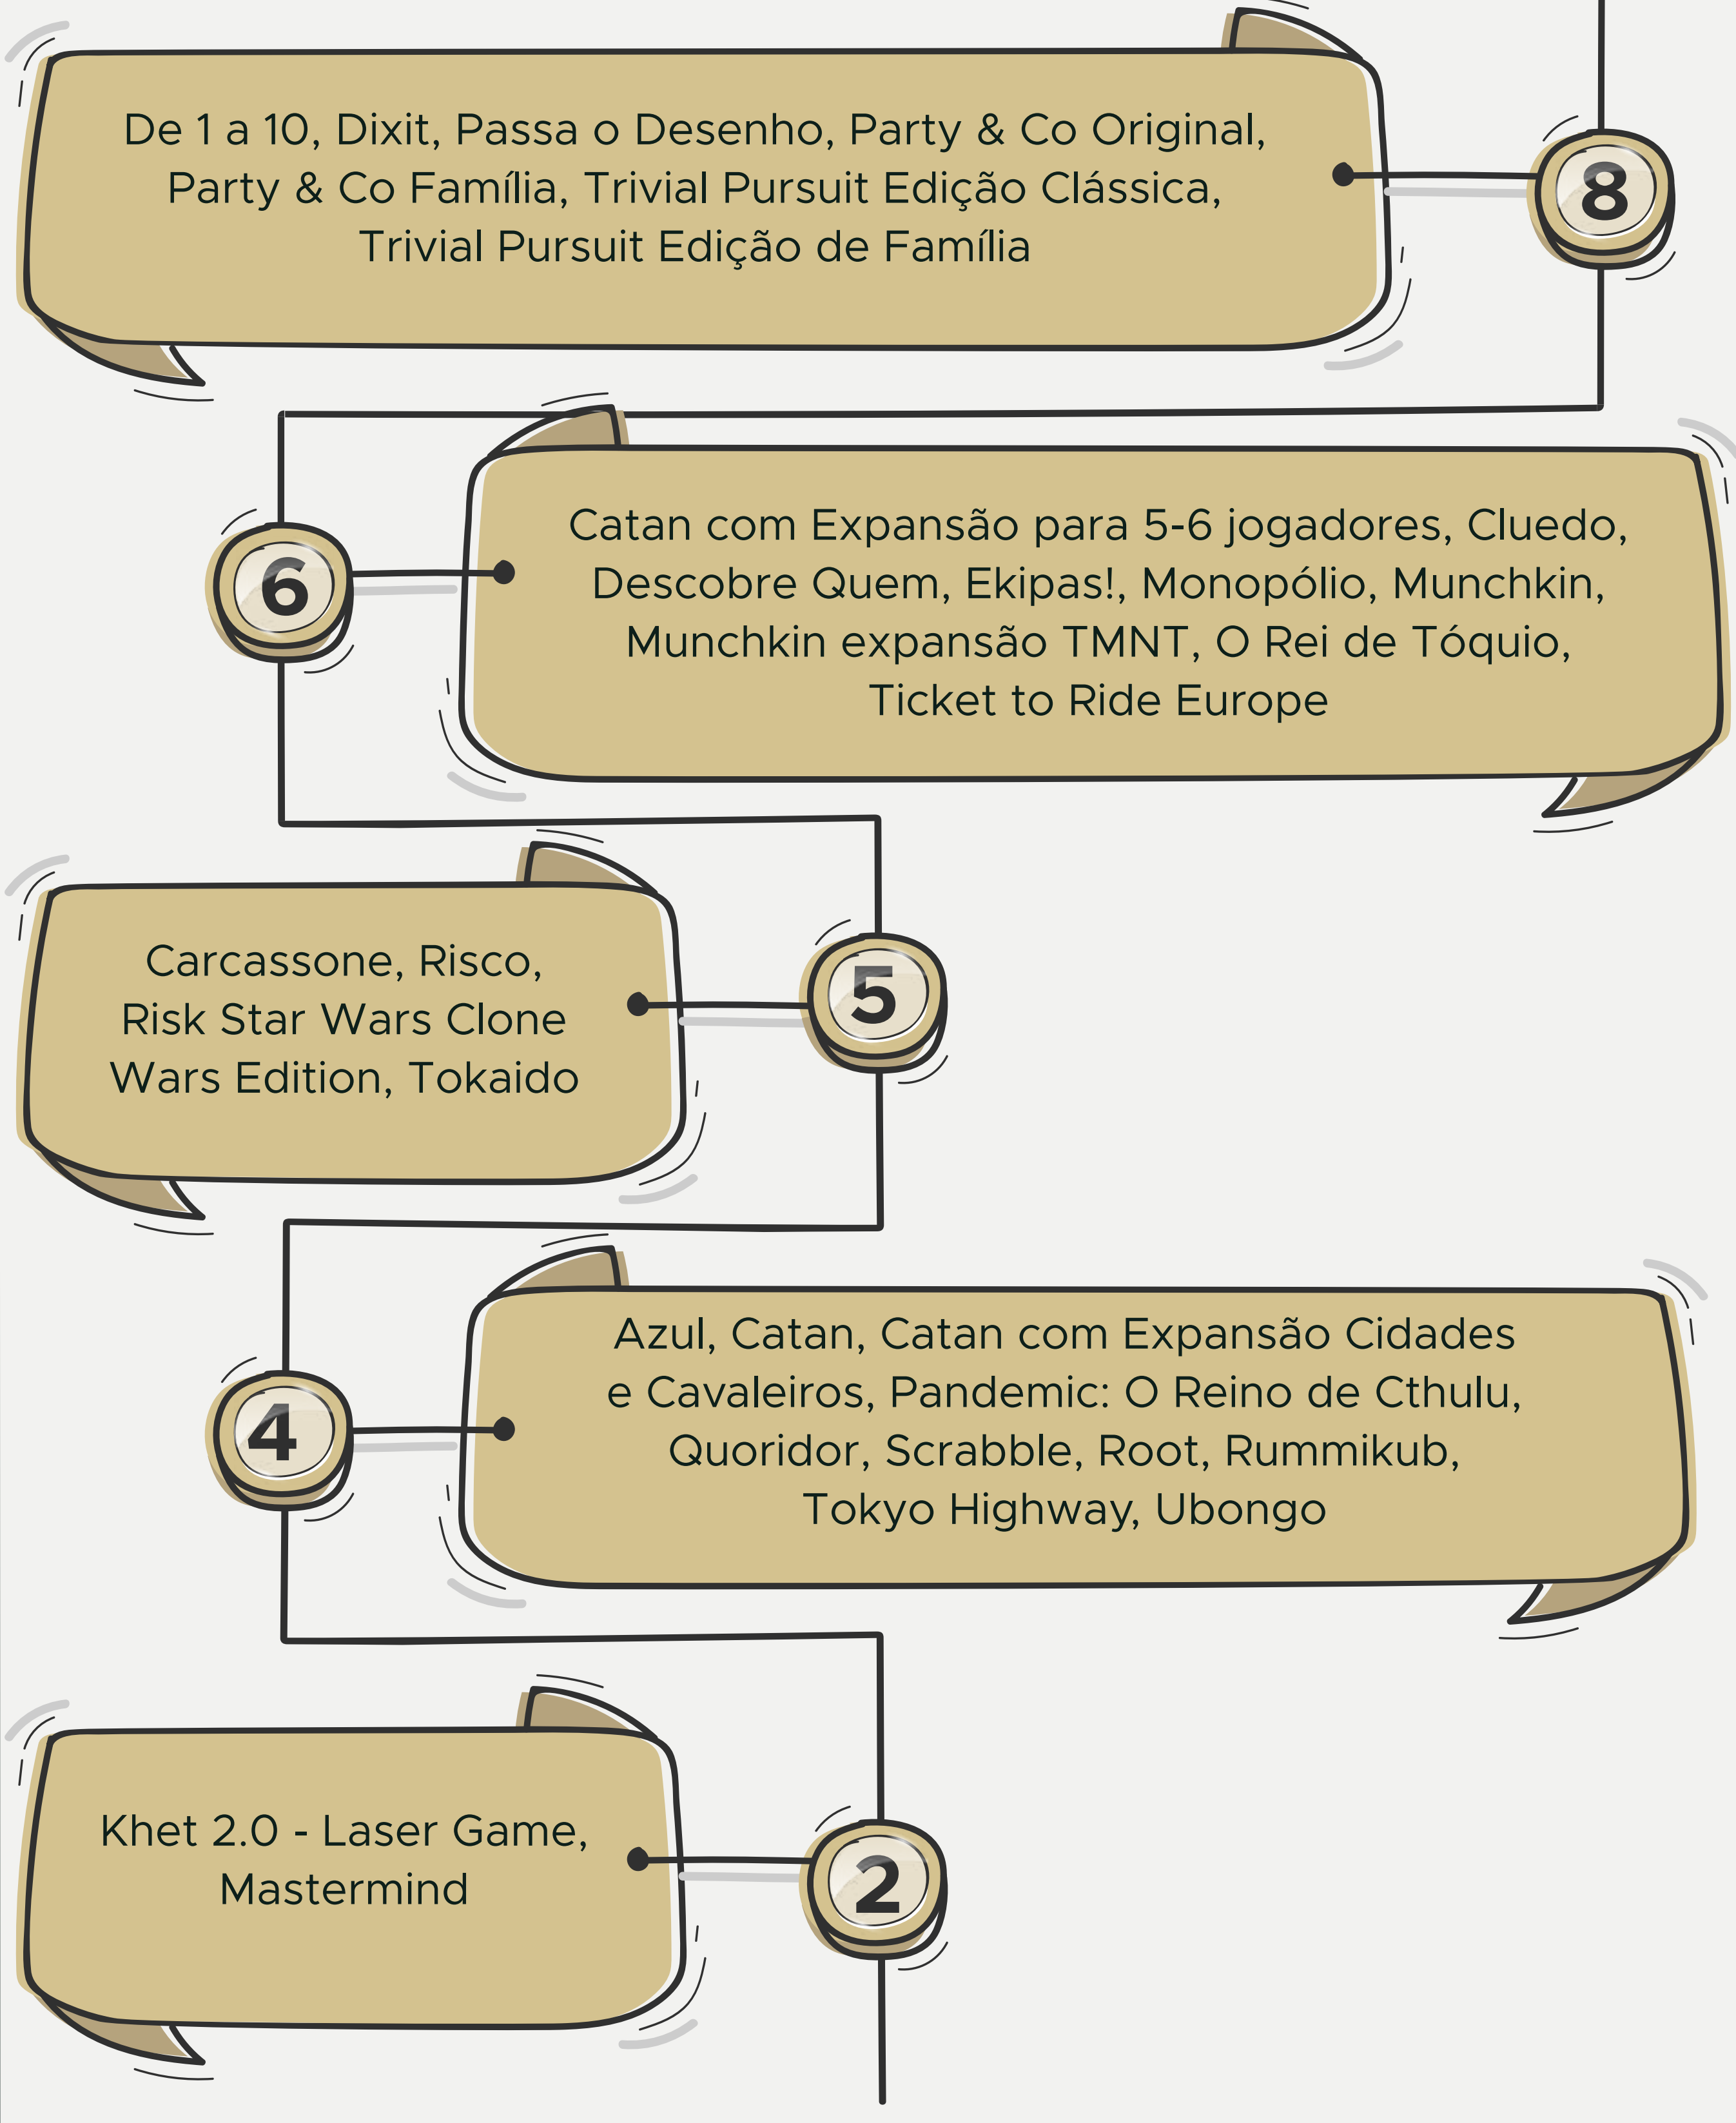 De 1 a 10, Dixit, Passa o Desenho, Party & Co Original,
Party & Co Família, Trivial Pursuit Edição Clássica,
Trivial Pursuit Edição de Família
8
6
Catan com Expansão para 5-6 jogadores, Cluedo,
Descobre Quem, Ekipas!, Monopólio, Munchkin,
Munchkin expansão TMNT, O Rei de Tóquio,
Ticket to Ride Europe
Carcassone, Risco,
Risk Star Wars Clone
Wars Edition, Tokaido
5
4
Azul, Catan, Catan com Expansão Cidades
e Cavaleiros, Pandemic: O Reino de Cthulu,
Quoridor, Scrabble, Root, Rummikub,
Tokyo Highway, Ubongo
Khet 2.0 - Laser Game,
Mastermind
2